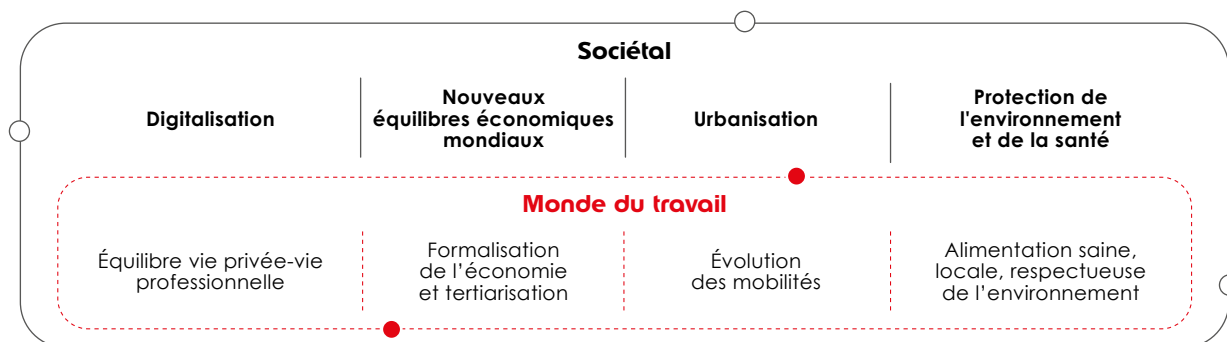 Sociétal
Digitalisation
Nouveaux
équilibres économiques
mondiaux
Urbanisation
Protection de
l'environnement
et de la santé
Monde du travail
Équilibre vie privée-vie
professionnelle
Formalisation
de l’économie
et tertiarisation
Évolution
des mobilités
Alimentation saine,
locale, respectueuse
de l’environnement